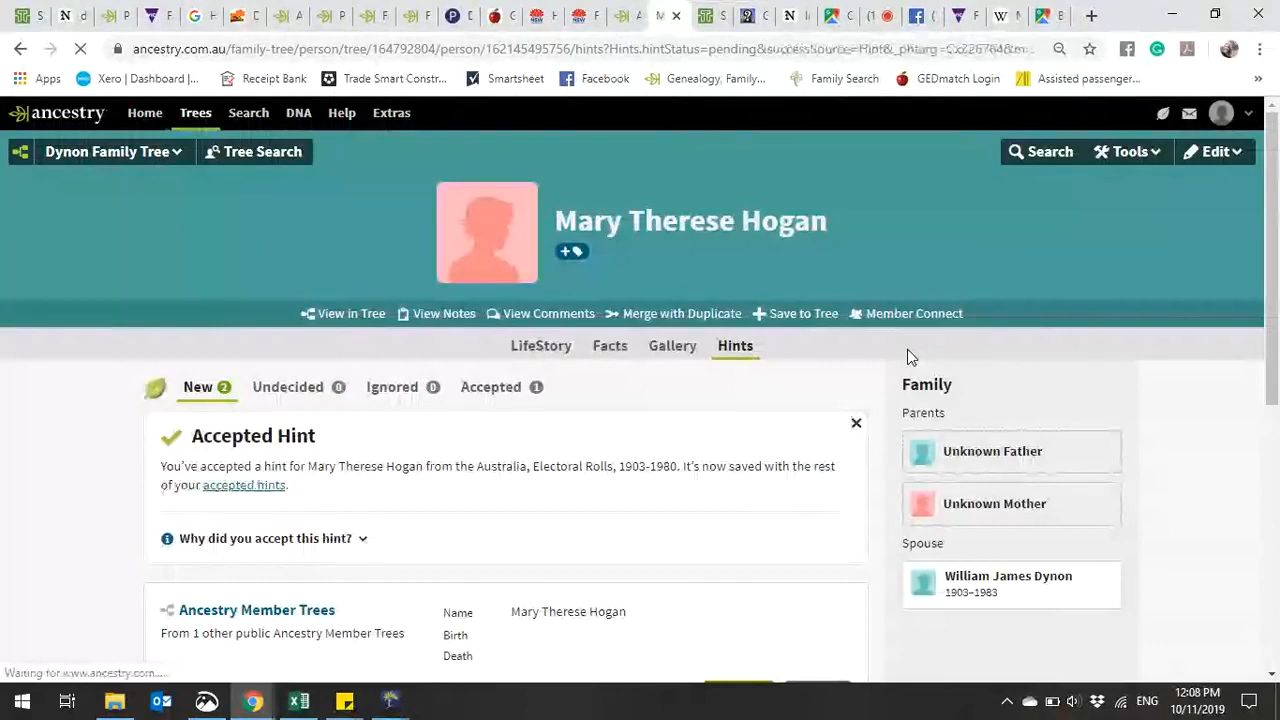 ancestry.com.au/family-tree/person/tree/164792804/person/162145495756/hints?Hints.hintStatus=pending&successSource=Hint&_phtarg=
Apps Xero | Dashboard |... Receipt Bank Trade Smart Constr... Smartsheet Facebook Genealogy, Family... Family Search GEDmatch Login Assisted passenger... »
ancestry Home Trees Search DNA Help Extras
Dynon Family Tree Tree Search Search Tools Edit
Mary Therese Hogan
View in Tree View Notes View Comments Merge with Duplicate Save to Tree Member Connect
LifeStory Facts Gallery Hints
New 2 Undecided 0 Ignored 0 Accepted 1
Accepted Hint
You've accepted a hint for Mary Therese Hogan from the Australia, Electoral Rolls, 1903-1980. It's now saved with the rest
of your accepted hints.
Why did you accept this hint?
Ancestry Member Trees
From 1 other public Ancestry Member Trees
Name Mary Therese Hogan
Birth
Death
Family
Parents
Unknown Father
Unknown Mother
Spouse
William James Dynon
1903–1983
Waiting for www.ancestry.com....
ENG
12:08 PM
10/11/2019